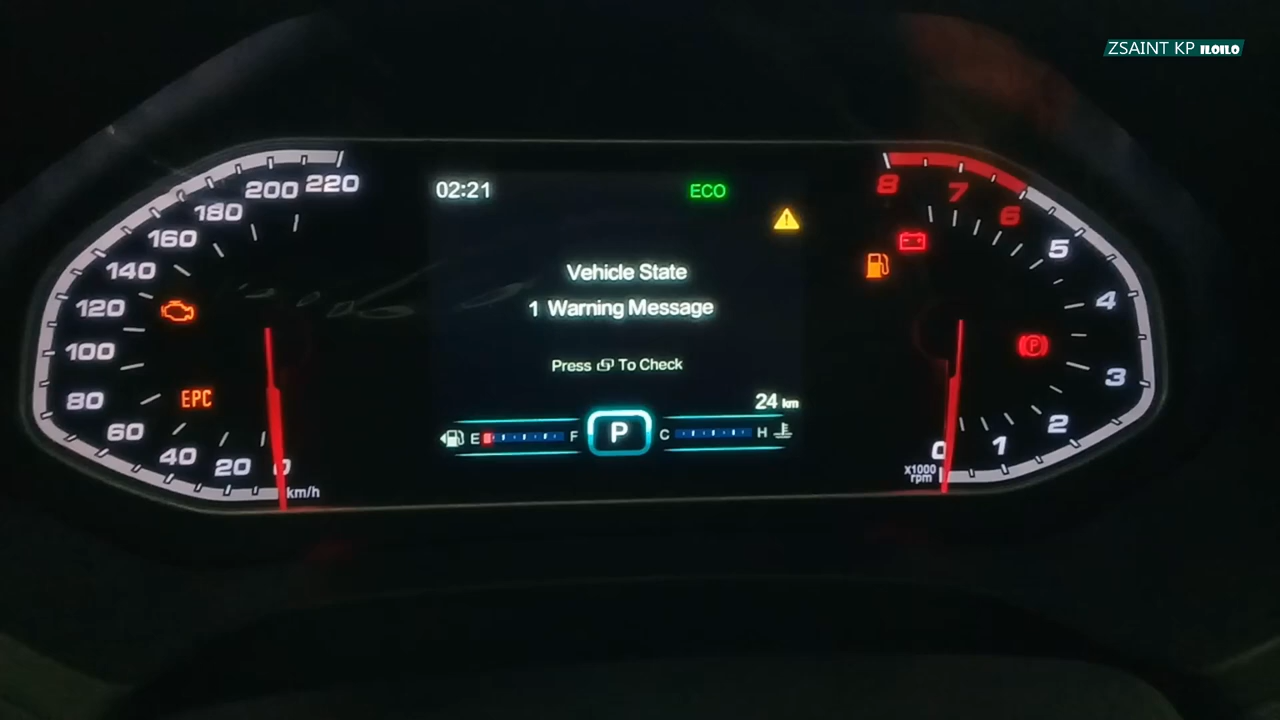 ZSAINT KP ILOILO
02:21
ECO
Vehicle State
1 Warning Message
Press To Check
24 km
E F P C H
EPC
220
200
180
160
140
120
100
80
60
40
20
0
km/h
8
7
6
5
4
3
2
1
0
X1000
rpm
P